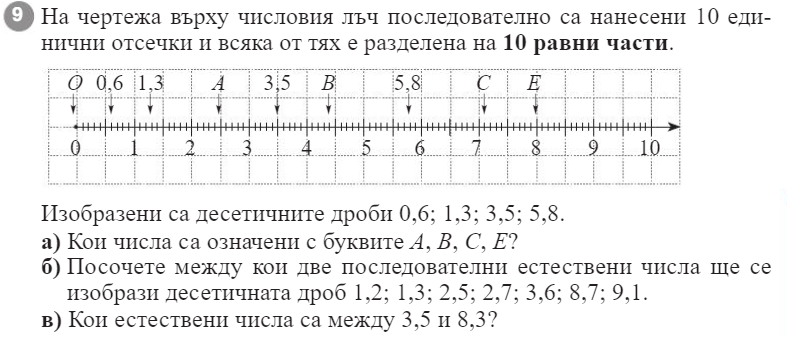 9 На чертежа върху числовия лъч последователно са нанесени 10 еди-
нични отсечки и всяка от тях е разделена на 10 равни части.
O 0,6 1,3 A 3,5 B 5,8 C E
0 1 2 3 4 5 6 7 8 9 10
Изобразени са десетичните дроби 0,6; 1,3; 3,5; 5,8.
а) Кои числа са означени с буквите A, B, C, E?
б) Посочете между кои две последователни естествени числа ще се
изобрази десетичната дроб 1,2; 1,3; 2,5; 2,7; 3,6; 8,7; 9,1.
в) Кои естествени числа са между 3,5 и 8,3?